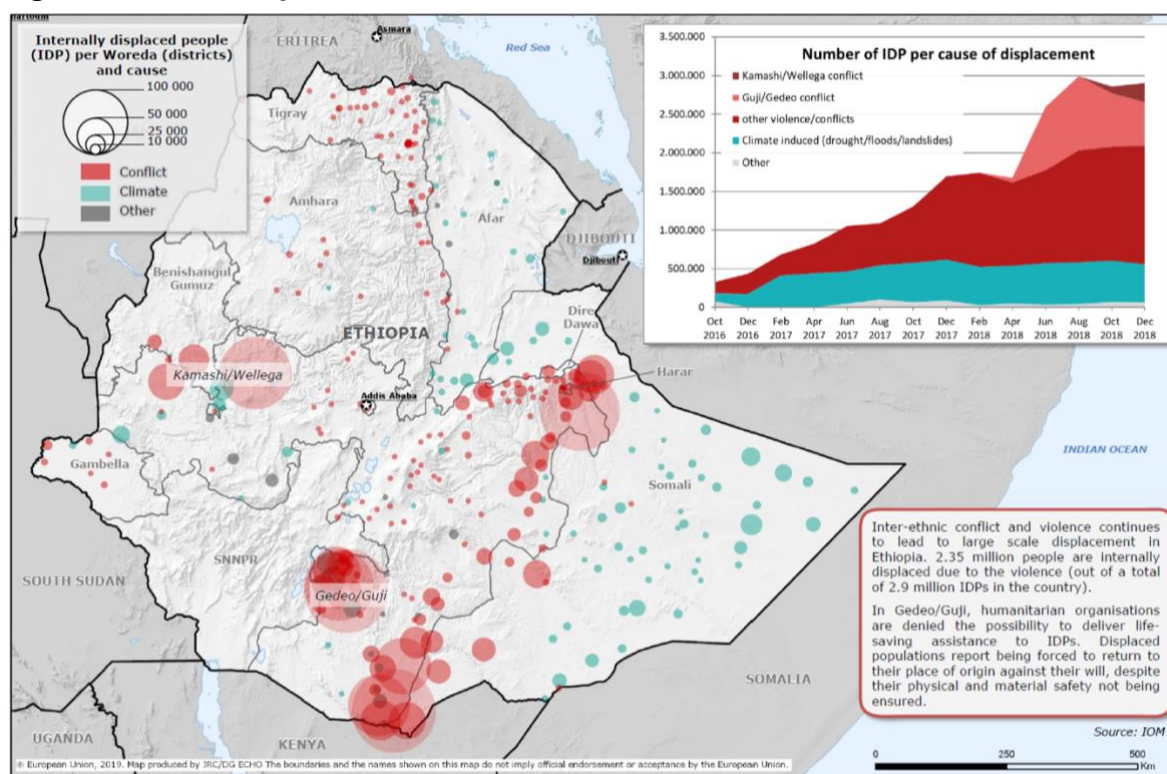 Internally displaced people
(IDP) per Woreda (districts)
and cause
100 000
50 000
25 000
10 000
Conflict
Climate
Other
ERITREA
Asmara
Red Sea
Tigray
Amhara
Afar
DJIBOUTI
Djibouti
Benishangul
Gumuz
ETHIOPIA
Dire
Dawa
Harar
Kamashi/Wellega
Addis Ababa
Gambella
Somali
SNNPR
Gedeo/Guji
SOUTH SUDAN
UGANDA
KENYA
SOMALIA
INDIAN OCEAN
Number of IDP per cause of displacement
Kamashi/Wellega conflict
Guji/Gedeo conflict
other violence/conflicts
Climate induced (drought/floods/landslides)
Other
3.500.000
3.000.000
2.500.000
2.000.000
1.500.000
1.000.000
500.000
0
Oct Dec Feb Apr Jun Aug Oct Dec Feb Apr Jun Aug Oct Dec
2016 2016 2017 2017 2017 2017 2017 2017 2018 2018 2018 2018 2018 2018
Inter-ethnic conflict and violence continues
to lead to large scale displacement in
Ethiopia. 2.35 million people are internally
displaced due to the violence (out of a total
of 2.9 million IDPs in the country).
In Gedeo/Guji, humanitarian organisations
are denied the possibility to deliver life-
saving assistance to IDPs. Displaced
populations report being forced to return to
their place of origin against their will, despite
their physical and material safety not being
ensured.
Source: IOM
0 250 500
Km
© European Union, 2019. Map produced by JRC/DG ECHO The boundaries and the names shown on this map do not imply official endorsement or acceptance by the European Union.